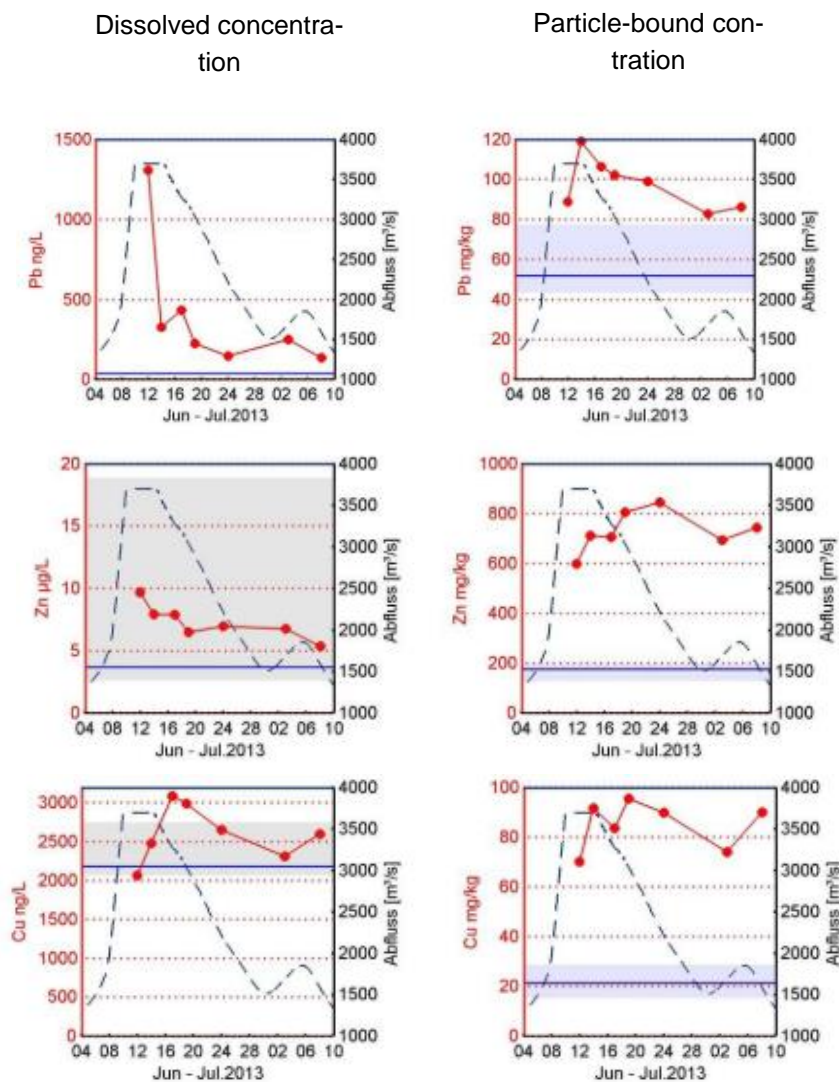 Dissolved concentra-
tion
Particle-bound con-
tration
1500
1000
500
0
Pb ng/L
4000
3500
3000
2500
2000
1500
1000
Abfluss [m³/s]
04 08 12 16 20 24 28 02 06 10
Jun - Jul.2013
120
100
80
60
40
20
0
Pb mg/kg
4000
3500
3000
2500
2000
1500
1000
Abfluss [m³/s]
04 08 12 16 20 24 28 02 06 10
Jun - Jul.2013
20
15
10
5
0
Zn µg/L
4000
3500
3000
2500
2000
1500
1000
Abfluss [m³/s]
04 08 12 16 20 24 28 02 06 10
Jun - Jul.2013
1000
800
600
400
200
0
Zn mg/kg
4000
3500
3000
2500
2000
1500
1000
Abfluss [m³/s]
04 08 12 16 20 24 28 02 06 10
Jun - Jul.2013
3000
2500
2000
1500
1000
500
0
Cu ng/L
4000
3500
3000
2500
2000
1500
1000
Abfluss [m³/s]
04 08 12 16 20 24 28 02 06 10
Jun - Jul.2013
100
80
60
40
20
0
Cu mg/kg
4000
3500
3000
2500
2000
1500
1000
Abfluss [m³/s]
04 08 12 16 20 24 28 02 06 10
Jun - Jul.2013